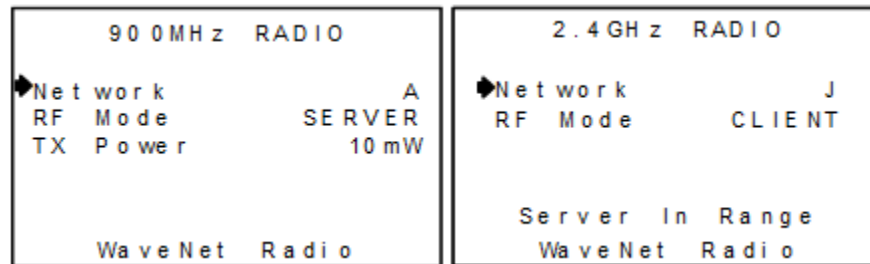 900MHz RADIO
Network A
RF Mode SERVER
TX Power 10mW
WaveNet Radio
2.4GHz RADIO
Network J
RF Mode CLIENT
Server In Range
WaveNet Radio